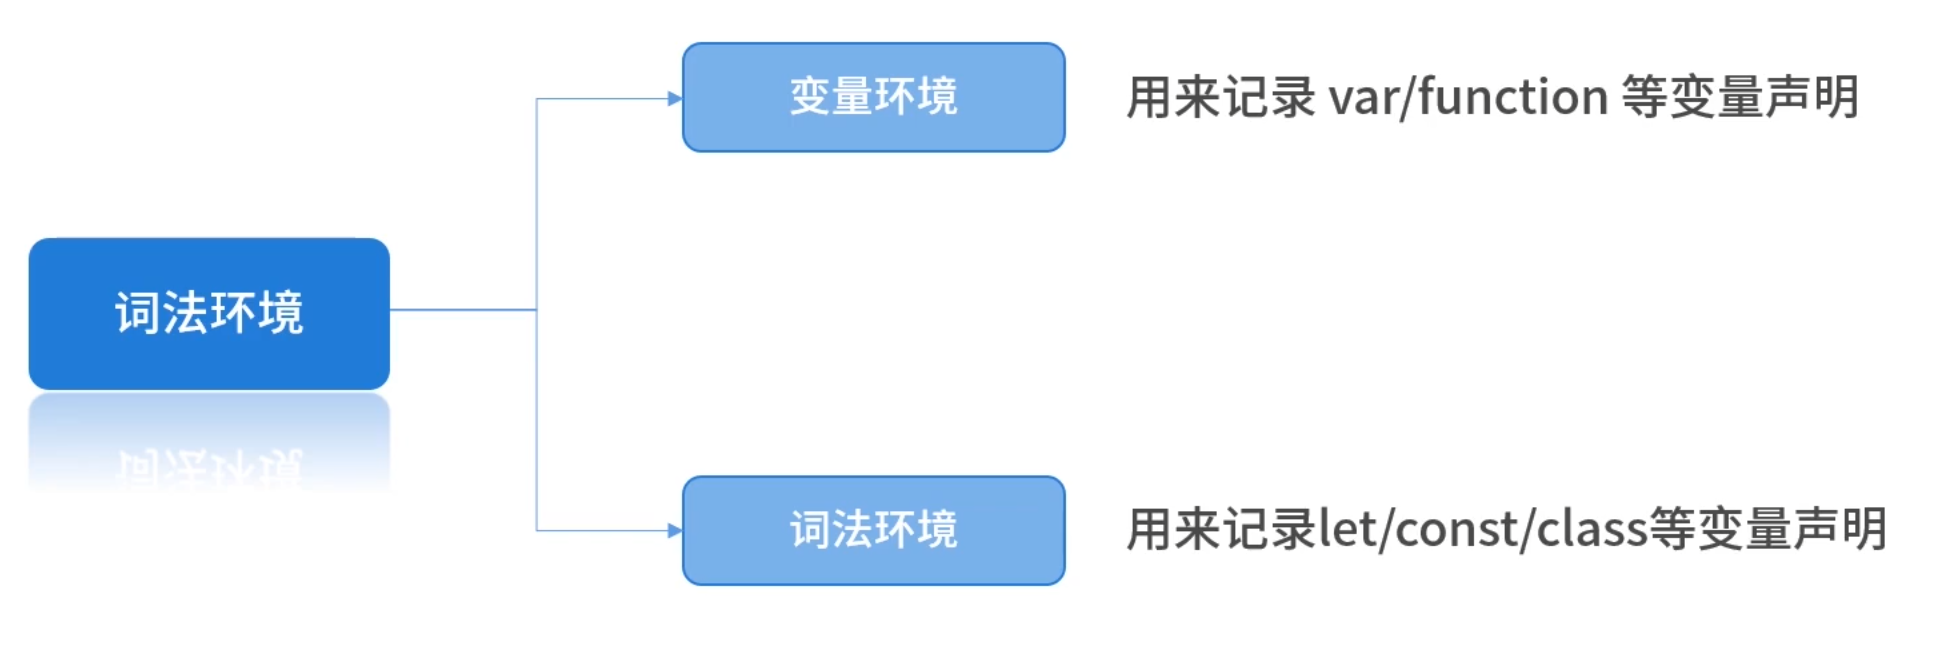 变量环境
用来记录 var/function 等变量声明
词法环境
词法环境
用来记录let/const/class等变量声明